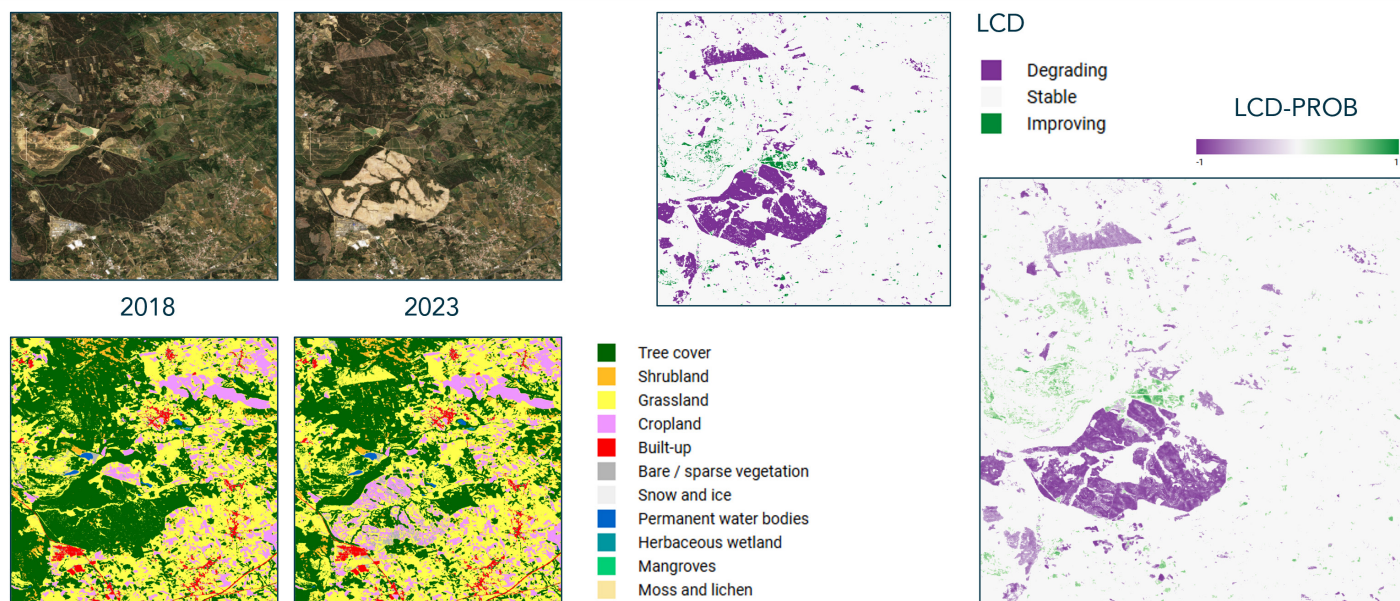 LCD
Degrading
Stable
Improving
LCD-PROB
-1
1
2018
2023
Tree cover
Shrubland
Grassland
Cropland
Built-up
Bare / sparse vegetation
Snow and ice
Permanent water bodies
Herbaceous wetland
Mangroves
Moss and lichen